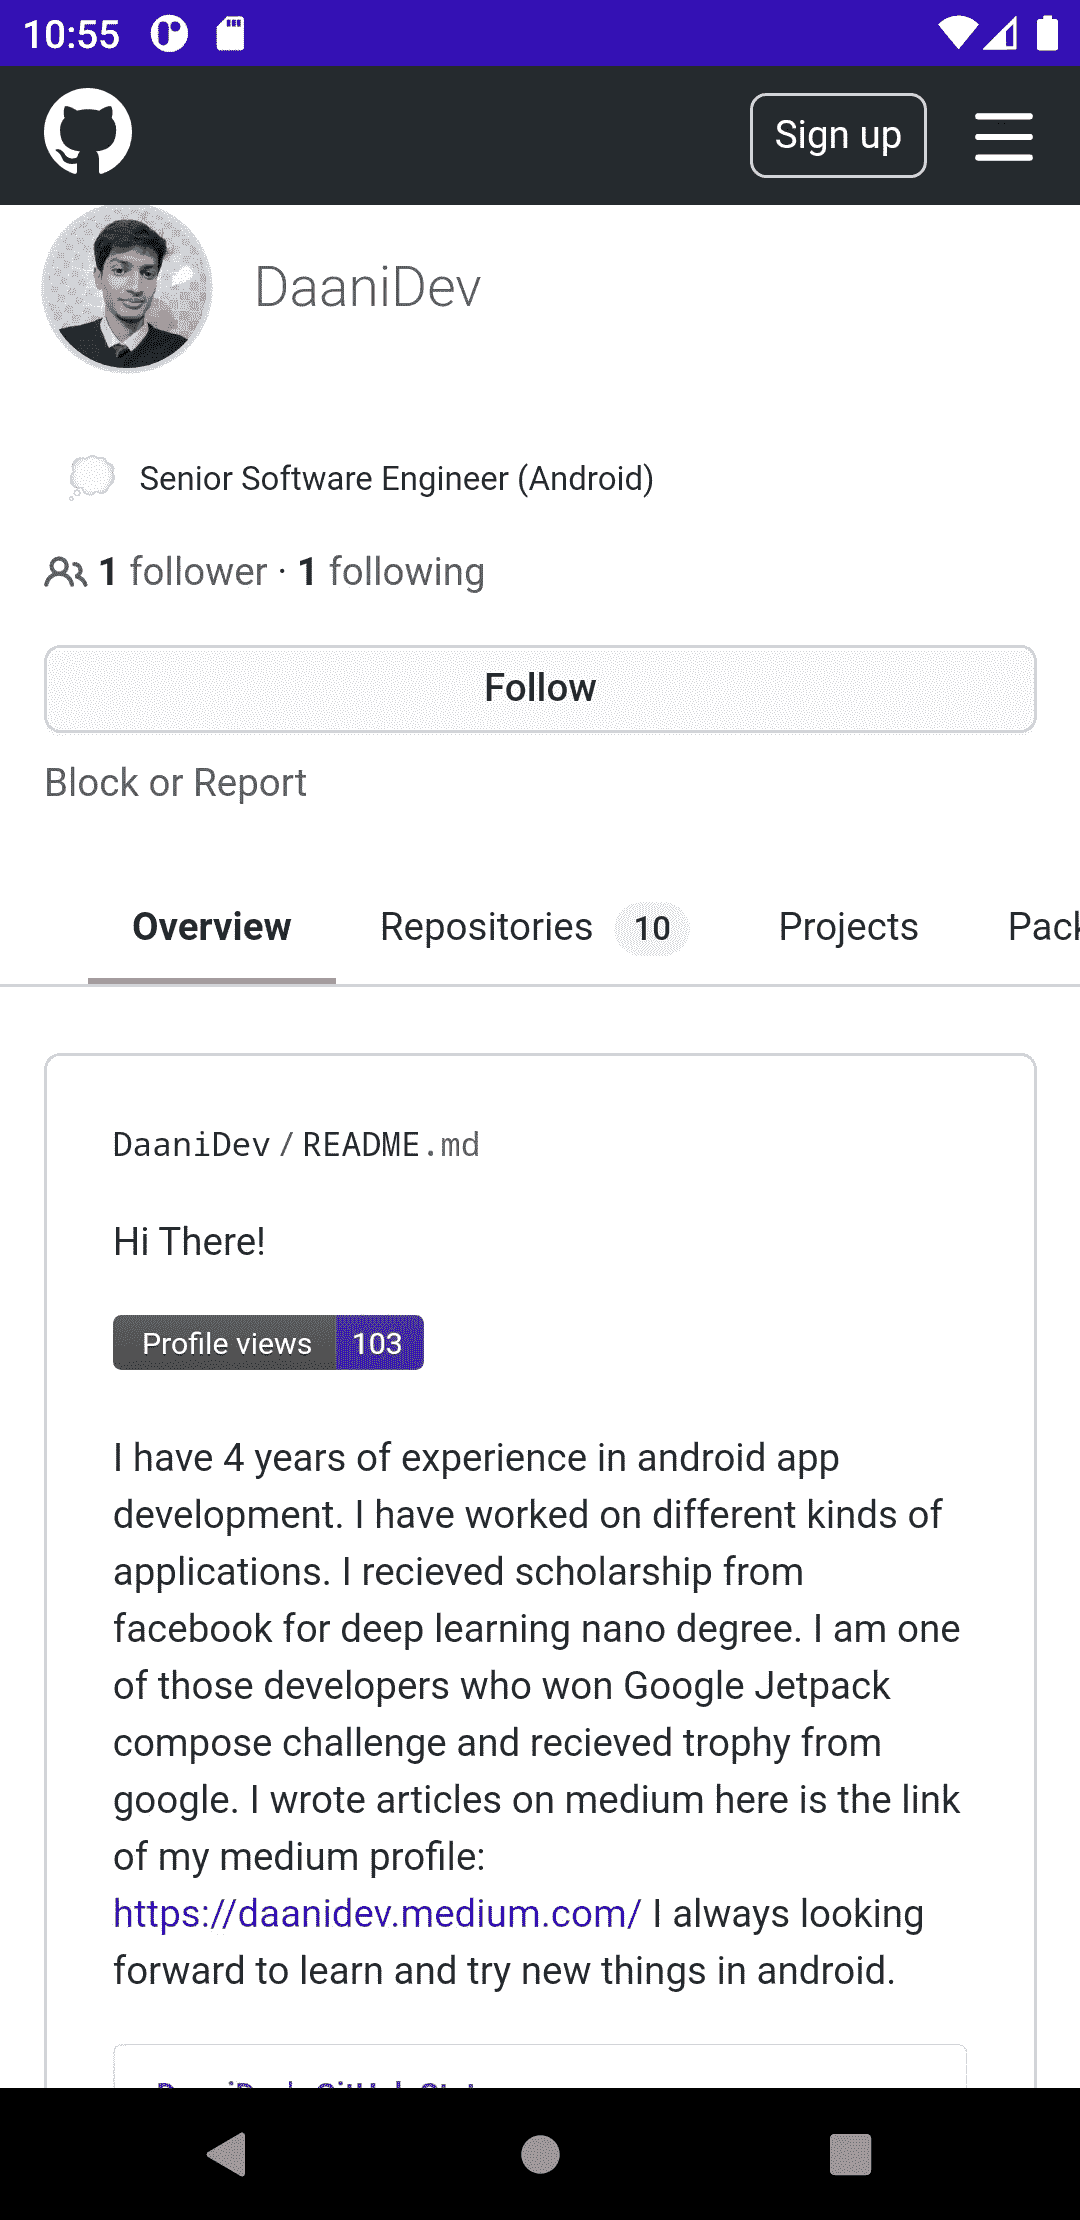 10:55
Sign up
DaaniDev
Senior Software Engineer (Android)
1 follower · 1 following
Follow
Block or Report
Overview Repositories 10 Projects Pack
DaaniDev / README.md
Hi There!
Profile views 103
I have 4 years of experience in android app
development. I have worked on different kinds of
applications. I recieved scholarship from
facebook for deep learning nano degree. I am one
of those developers who won Google Jetpack
compose challenge and recieved trophy from
google. I wrote articles on medium here is the link
of my medium profile:
https://daanidev.medium.com/ I always looking
forward to learn and try new things in android.